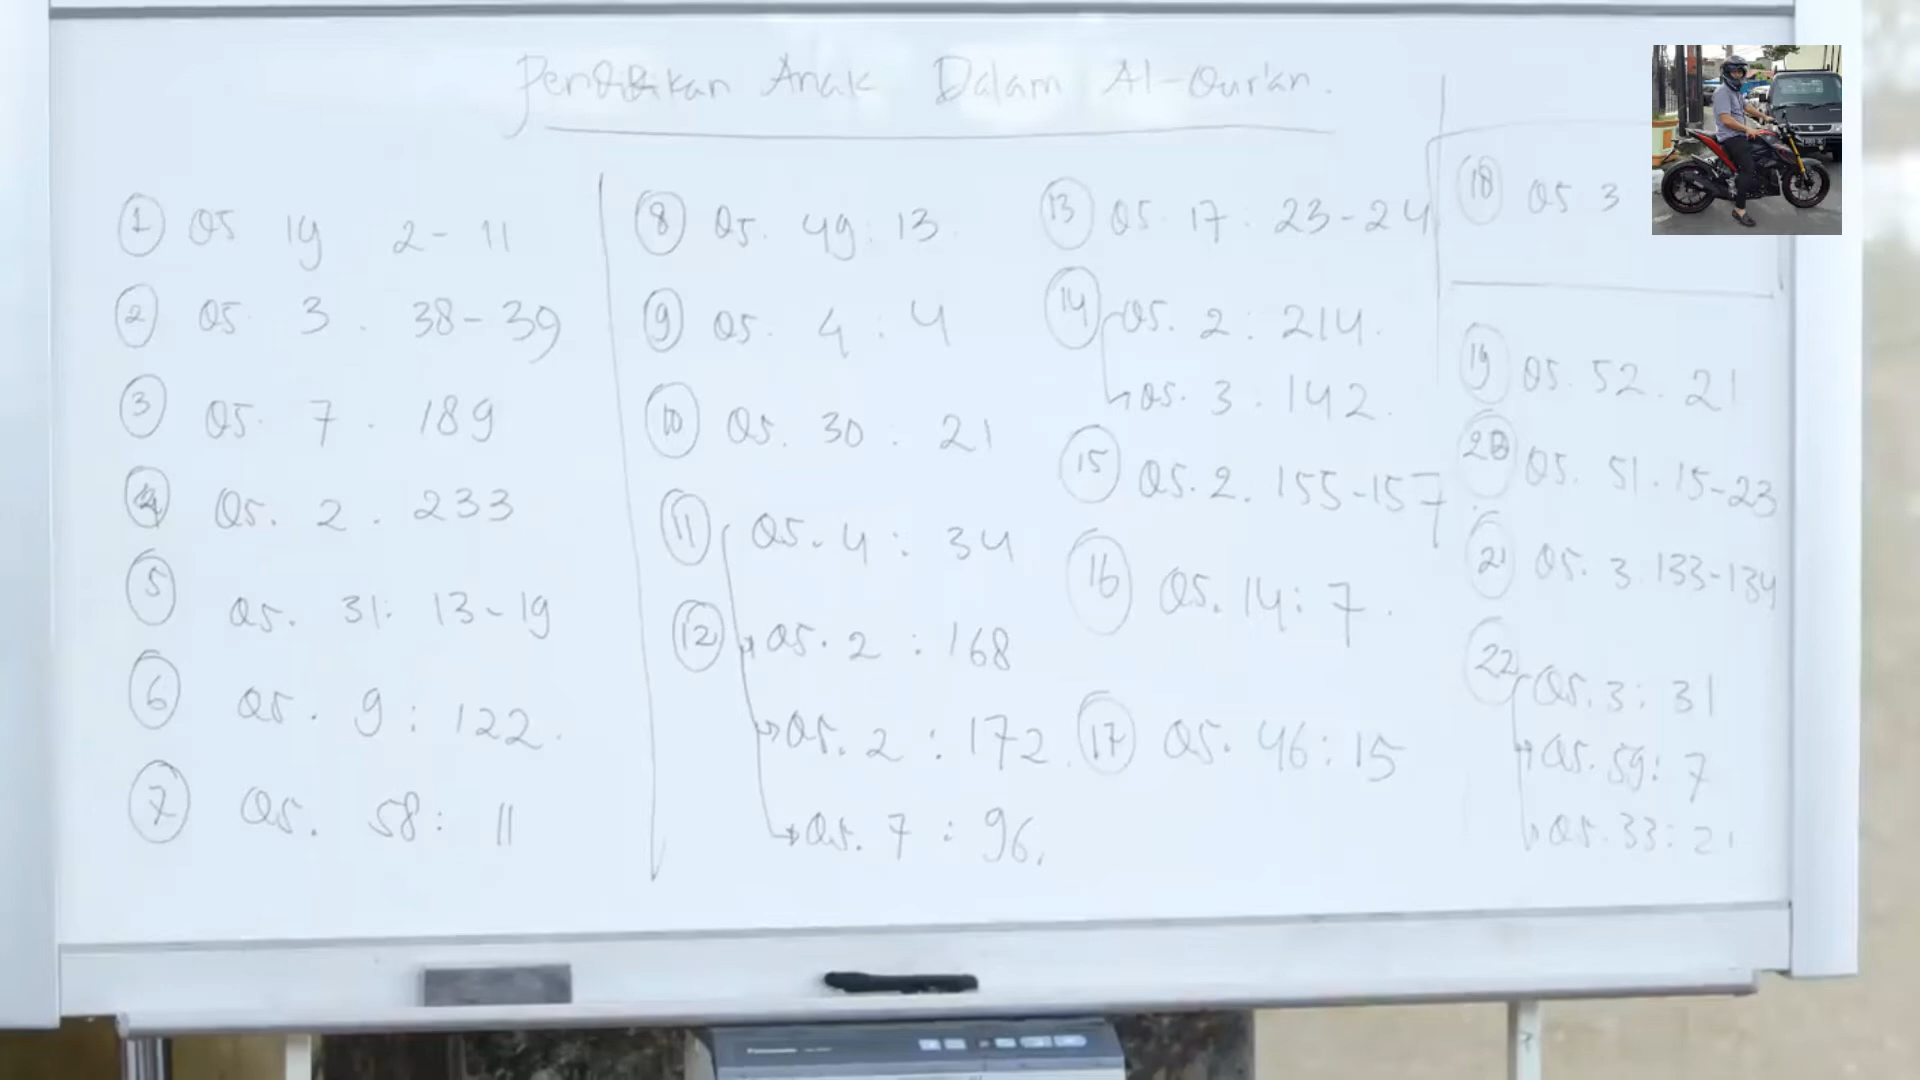 Pendidikan Anak Dalam Al-Qur'an.
1 QS 19 2-11
2 QS 3. 38-39
3 QS. 7. 189
4 QS. 2. 233
5 QS. 31: 13-19
6 QS. 9: 122.
7 QS. 58: 11
8 QS. 49: 13.
9 QS. 4: 4
10 QS. 30. 21
11 QS. 4: 34
12 QS. 2: 168
QS. 2: 172.
QS. 7: 96.
13 QS. 17: 23-24
14 QS. 2: 214.
QS. 3: 142.
15 QS. 2. 155-157
16 QS. 14: 7.
17 QS. 46: 15
18 QS 3
19 QS. 52. 21
20 QS. 51. 15-23
21 QS. 3. 133-134
22 QS. 3: 31
QS. 59: 7
QS. 33: 21
Panasonic